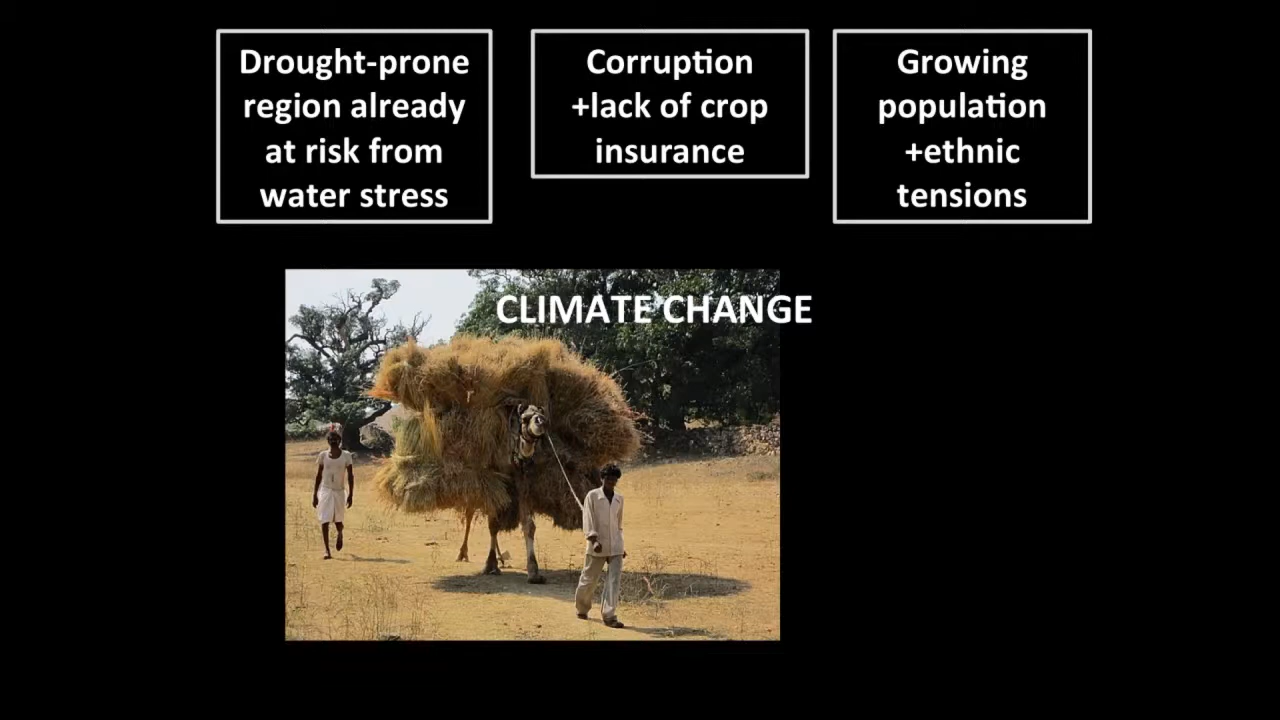 Drought-prone
region already
at risk from
water stress
Corruption
+lack of crop
insurance
Growing
population
+ethnic
tensions
CLIMATE CHANGE